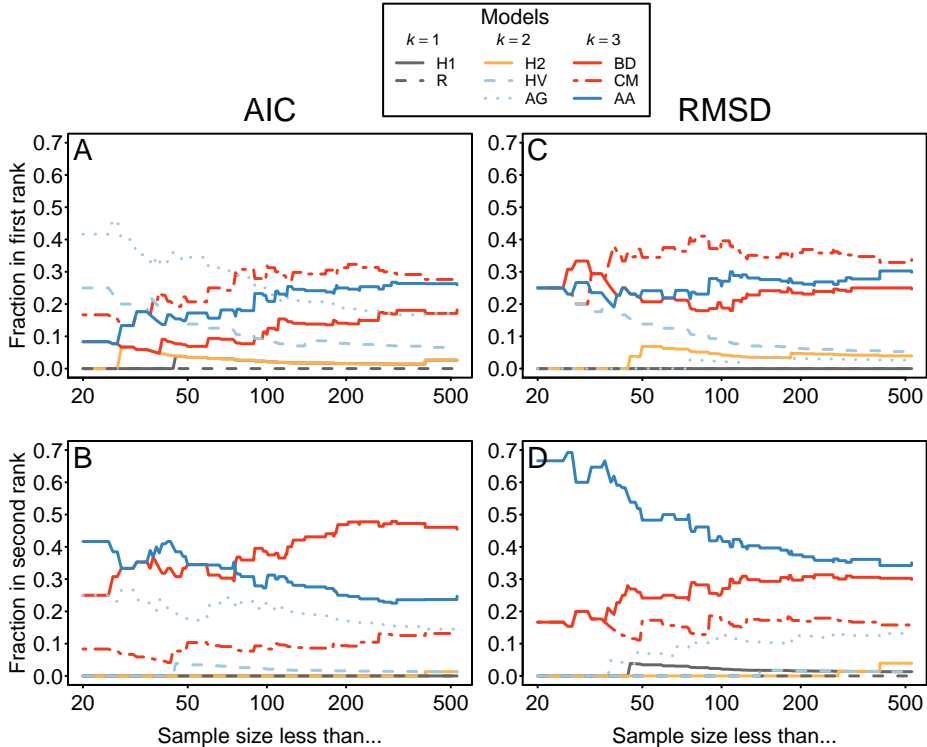 Models
k = 1 k = 2 k = 3
H1 H2 BD
R HV CM
AG AA
AIC RMSD
A
Fraction in first rank
0.7
0.6
0.5
0.4
0.3
0.2
0.1
0.0
20 50 100 200 500
C
0.7
0.6
0.5
0.4
0.3
0.2
0.1
0.0
20 50 100 200 500
B
Fraction in second rank
0.7
0.6
0.5
0.4
0.3
0.2
0.1
0.0
20 50 100 200 500
Sample size less than...
D
0.7
0.6
0.5
0.4
0.3
0.2
0.1
0.0
20 50 100 200 500
Sample size less than...